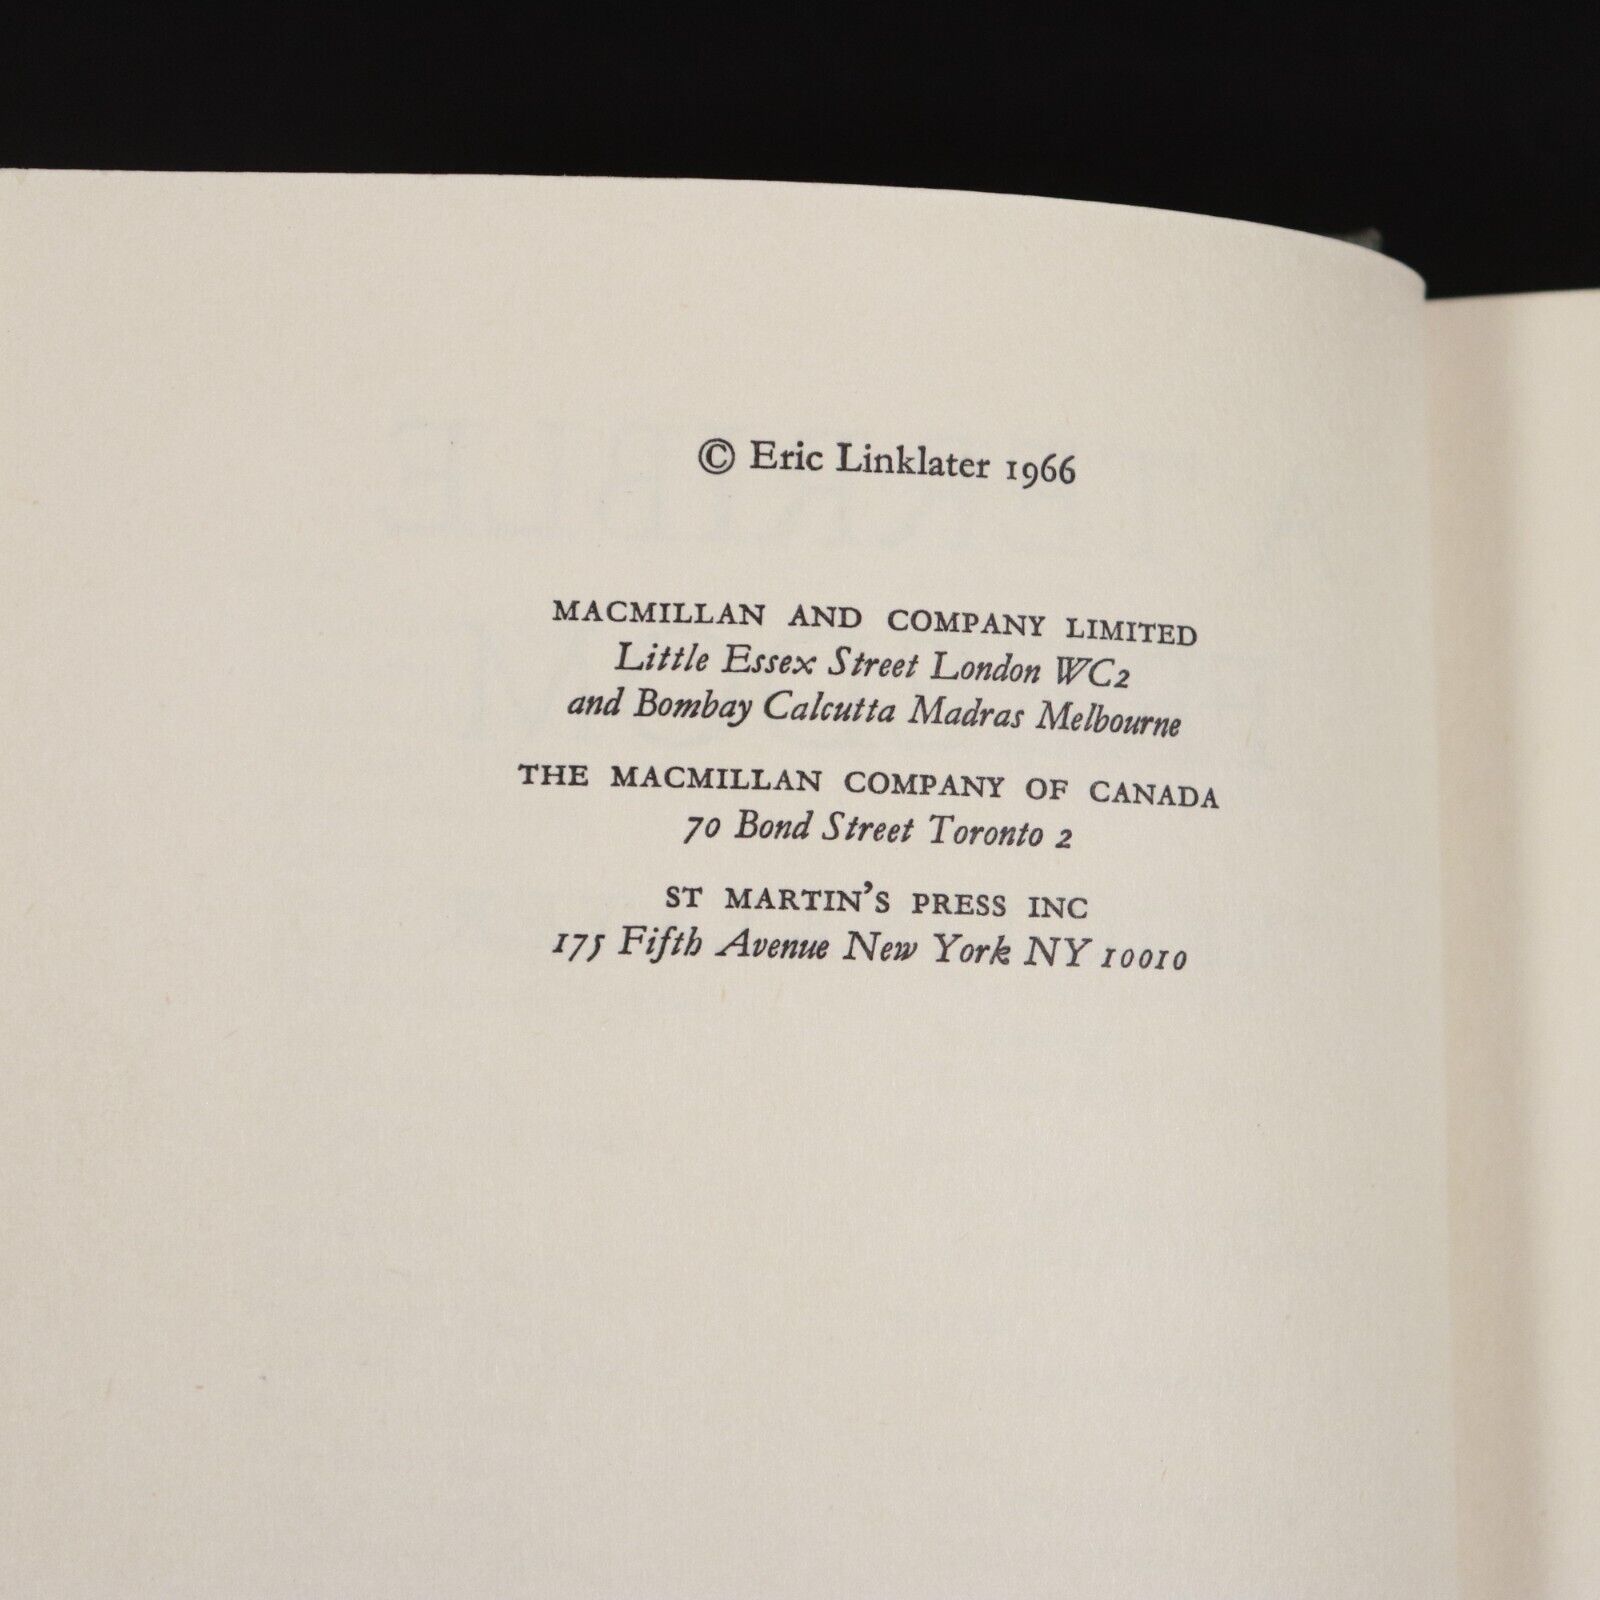 © Eric Linklater 1966
MACMILLAN AND COMPANY LIMITED
Little Essex Street London WC2
and Bombay Calcutta Madras Melbourne
THE MACMILLAN COMPANY OF CANADA
70 Bond Street Toronto 2
ST MARTIN'S PRESS INC
175 Fifth Avenue New York NY 10010